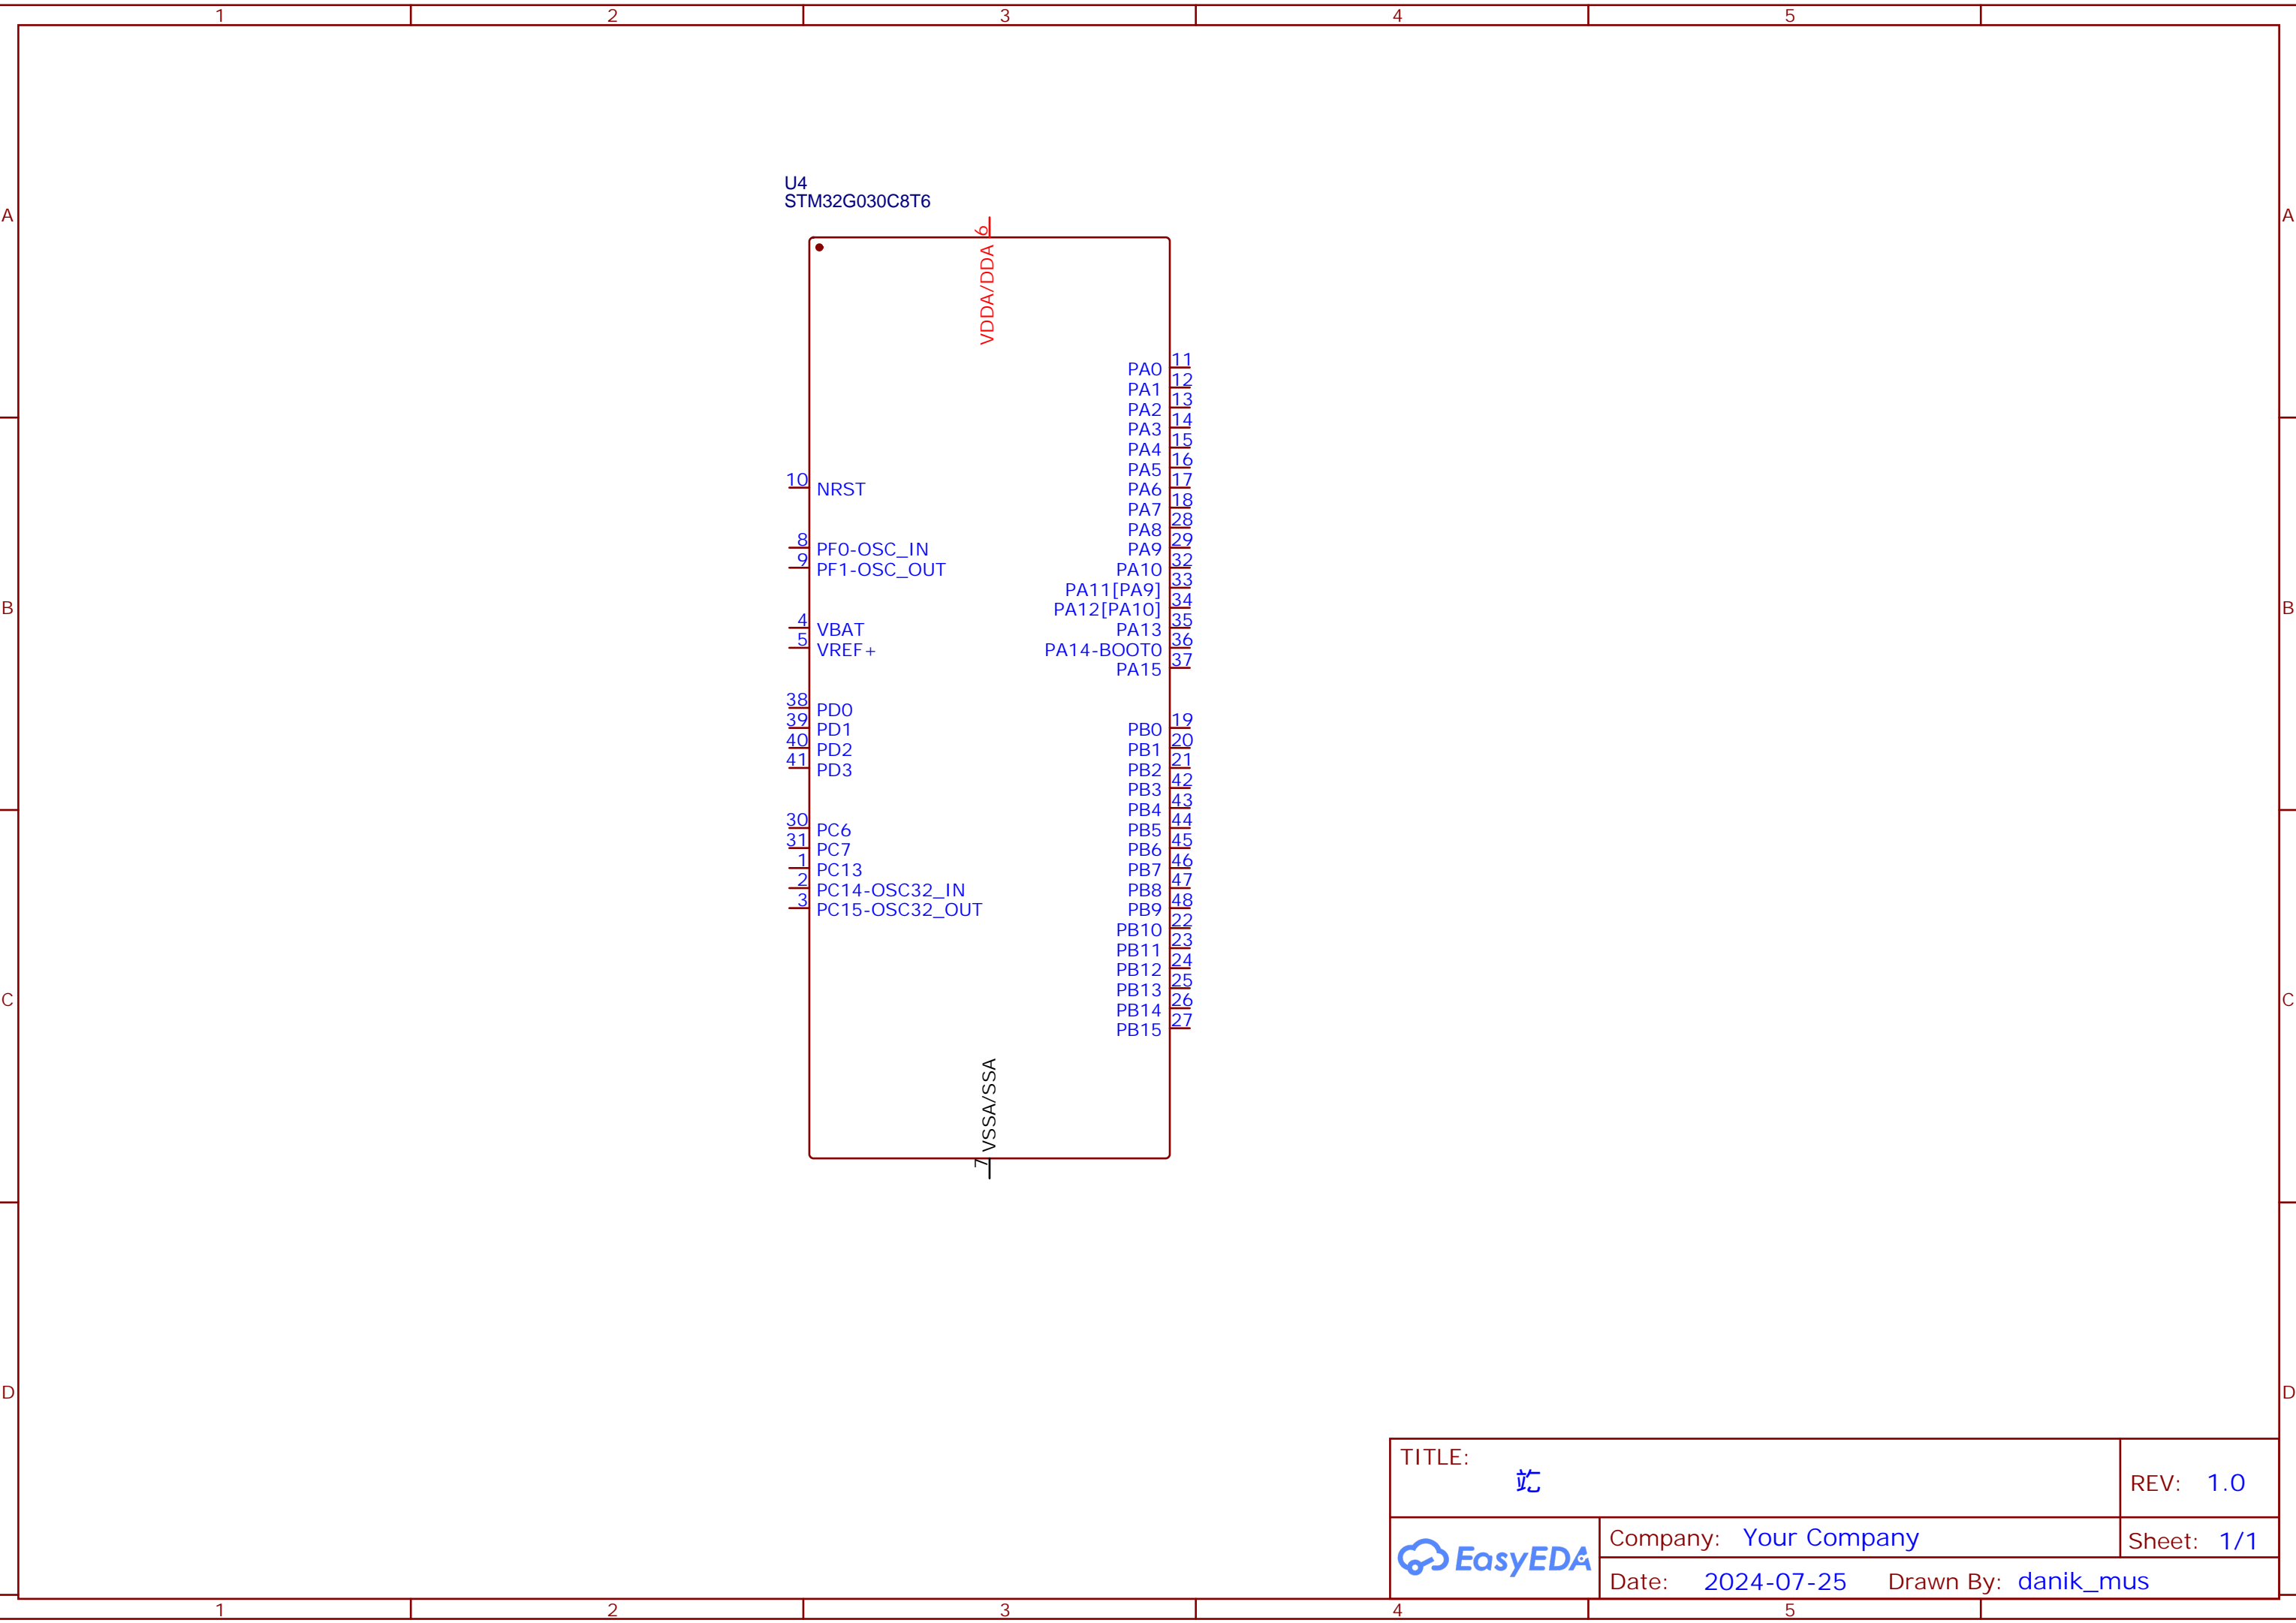 1 2 3 4 5
A A
U4
STM32G030C8T6
6 VDDA/DDA
PA0 11
PA1 12
PA2 13
PA3 14
PA4 15
PA5 16
10 NRST PA6 17
PA7 18
PA8 28
8 PF0-OSC_IN PA9 29
9 PF1-OSC_OUT PA10 32
PA11[PA9] 33
B PA12[PA10] 34 B
4 VBAT PA13 35
5 VREF+ PA14-BOOT0 36
PA15 37
38 PD0
39 PD1 PB0 19
40 PD2 PB1 20
41 PD3 PB2 21
PB3 42
PB4 43
30 PC6 PB5 44
31 PC7 PB6 45
1 PC13 PB7 46
2 PC14-OSC32_IN PB8 47
3 PC15-OSC32_OUT PB9 48
PB10 22
PB11 23
PB12 24
PB13 25
C PB14 26 C
PB15 27
7 VSSA/SSA
D D
TITLE:
REV: 1.0
EasyEDA
Company: Your Company
Sheet: 1/1
Date: 2024-07-25 Drawn By: danik_mus
1 2 3 4 5